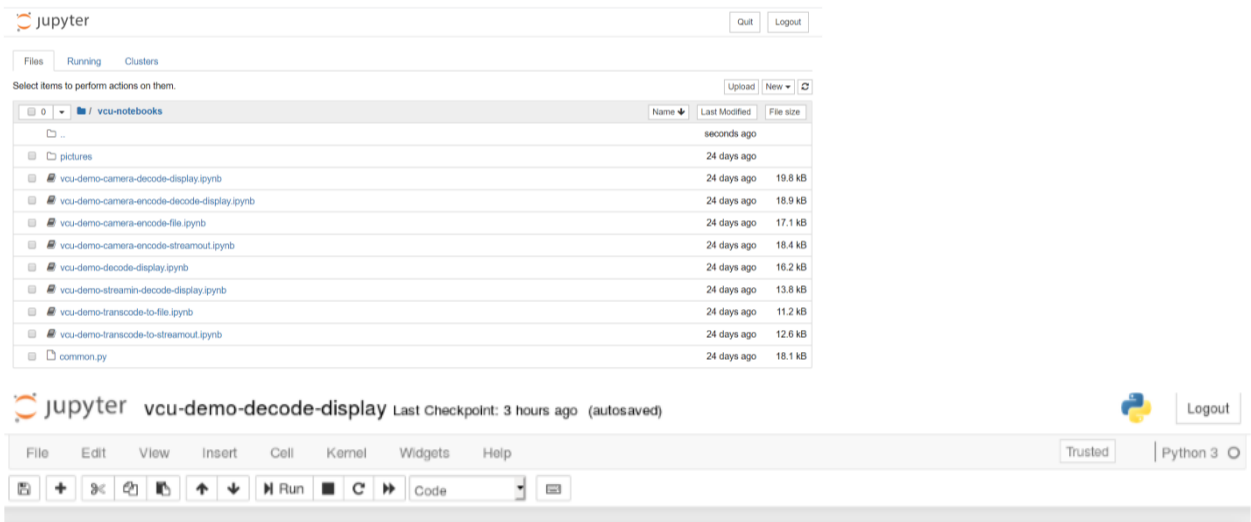 jupyter Quit Logout
Files Running Clusters
Select items to perform actions on them. Upload New
0 / vcu-notebooks Name Last Modified File size
.. seconds ago
pictures 24 days ago
vcu-demo-camera-decode-display.ipynb 24 days ago 19.8 kB
vcu-demo-camera-encode-decode-display.ipynb 24 days ago 18.9 kB
vcu-demo-camera-encode-file.ipynb 24 days ago 17.1 kB
vcu-demo-camera-encode-streamout.ipynb 24 days ago 18.4 kB
vcu-demo-decode-display.ipynb 24 days ago 16.2 kB
vcu-demo-streamin-decode-display.ipynb 24 days ago 13.8 kB
vcu-demo-transcode-to-file.ipynb 24 days ago 11.2 kB
vcu-demo-transcode-to-streamout.ipynb 24 days ago 12.6 kB
common.py 24 days ago 18.1 kB
jupyter vcu-demo-decode-display Last Checkpoint: 3 hours ago (autosaved) Logout
File Edit View Insert Cell Kernel Widgets Help Trusted Python 3
Run Code